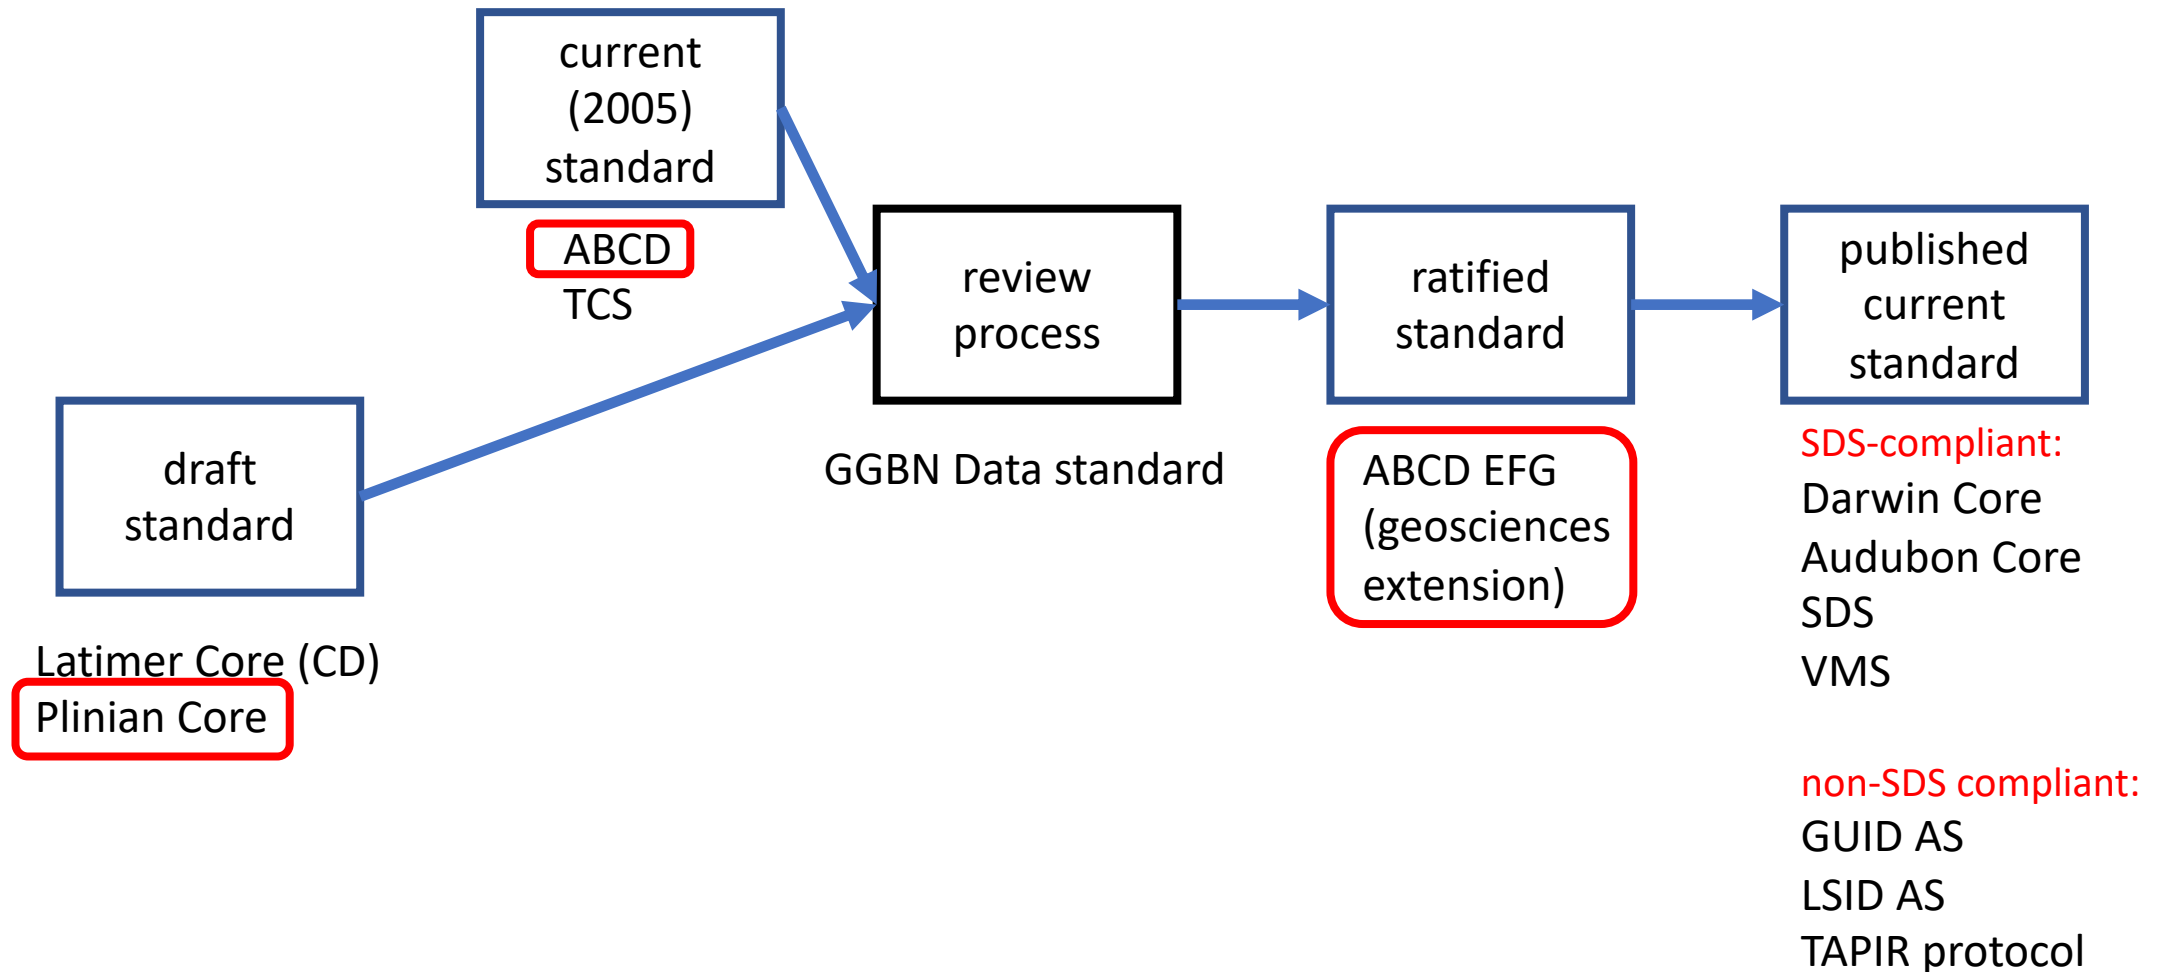 current
(2005)
standard
ABCD
TCS
draft
standard
Latimer Core (CD)
Plinian Core
review
process
GGBN Data standard
ratified
standard
ABCD EFG
(geosciences
extension)
published
current
standard
SDS-compliant:
Darwin Core
Audubon Core
SDS
VMS
non-SDS compliant:
GUID AS
LSID AS
TAPIR protocol